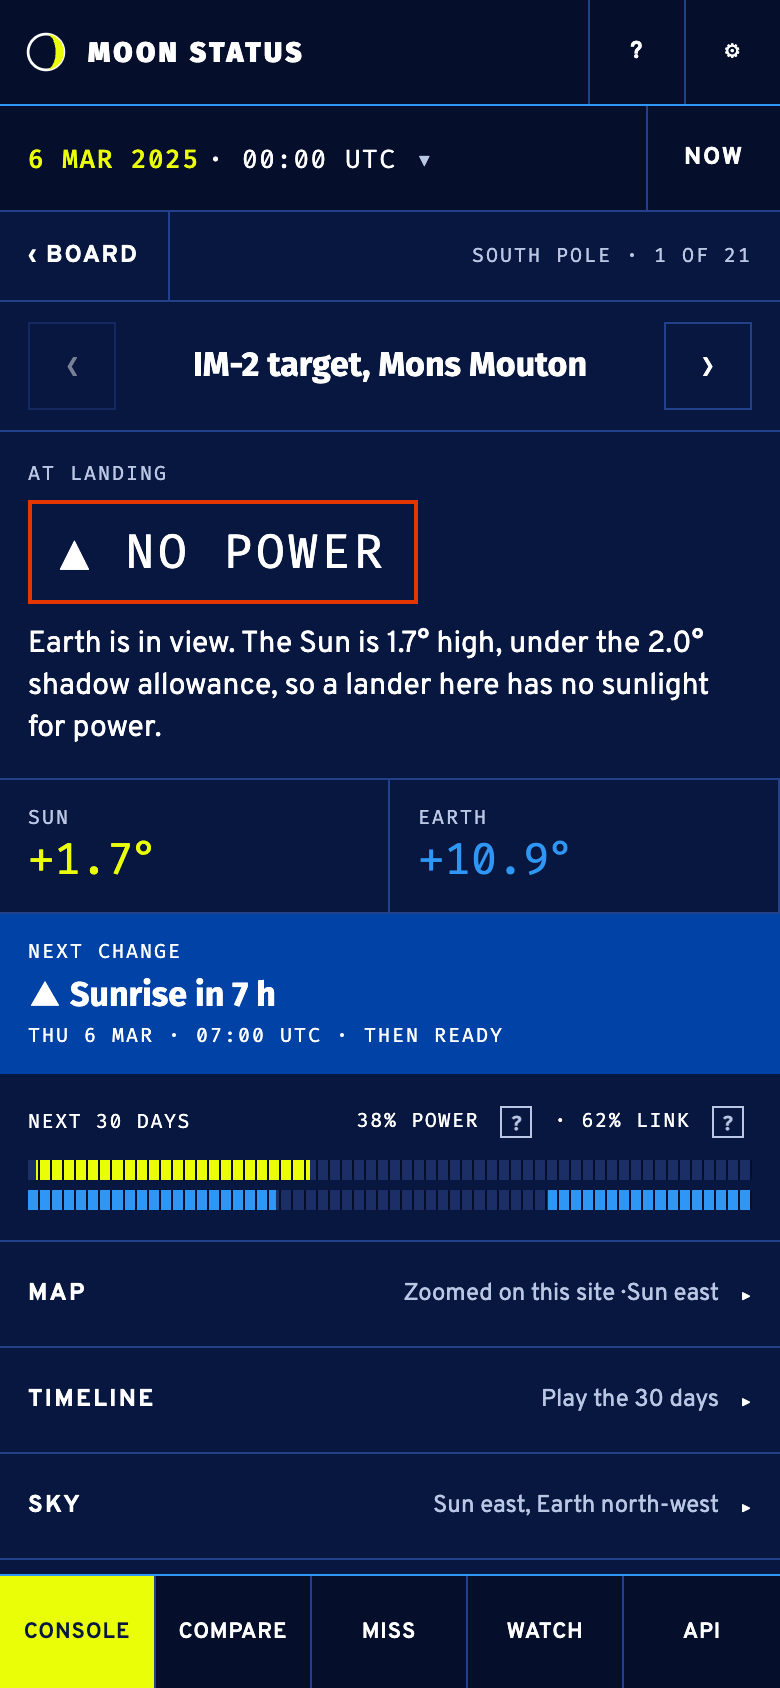 MOON STATUS
? ⚙
6 MAR 2025 · 00:00 UTC ▼
NOW
‹ BOARD
SOUTH POLE · 1 OF 21
‹ IM-2 target, Mons Mouton ›
AT LANDING
▲ NO POWER
Earth is in view. The Sun is 1.7° high, under the 2.0°
shadow allowance, so a lander here has no sunlight
for power.
SUN
+1.7°
EARTH
+10.9°
NEXT CHANGE
▲ Sunrise in 7 h
THU 6 MAR · 07:00 UTC · THEN READY
NEXT 30 DAYS
38% POWER ? · 62% LINK ?
MAP
Zoomed on this site ·Sun east ▸
TIMELINE
Play the 30 days ▸
SKY
Sun east, Earth north-west ▸
CONSOLE
COMPARE
MISS
WATCH
API